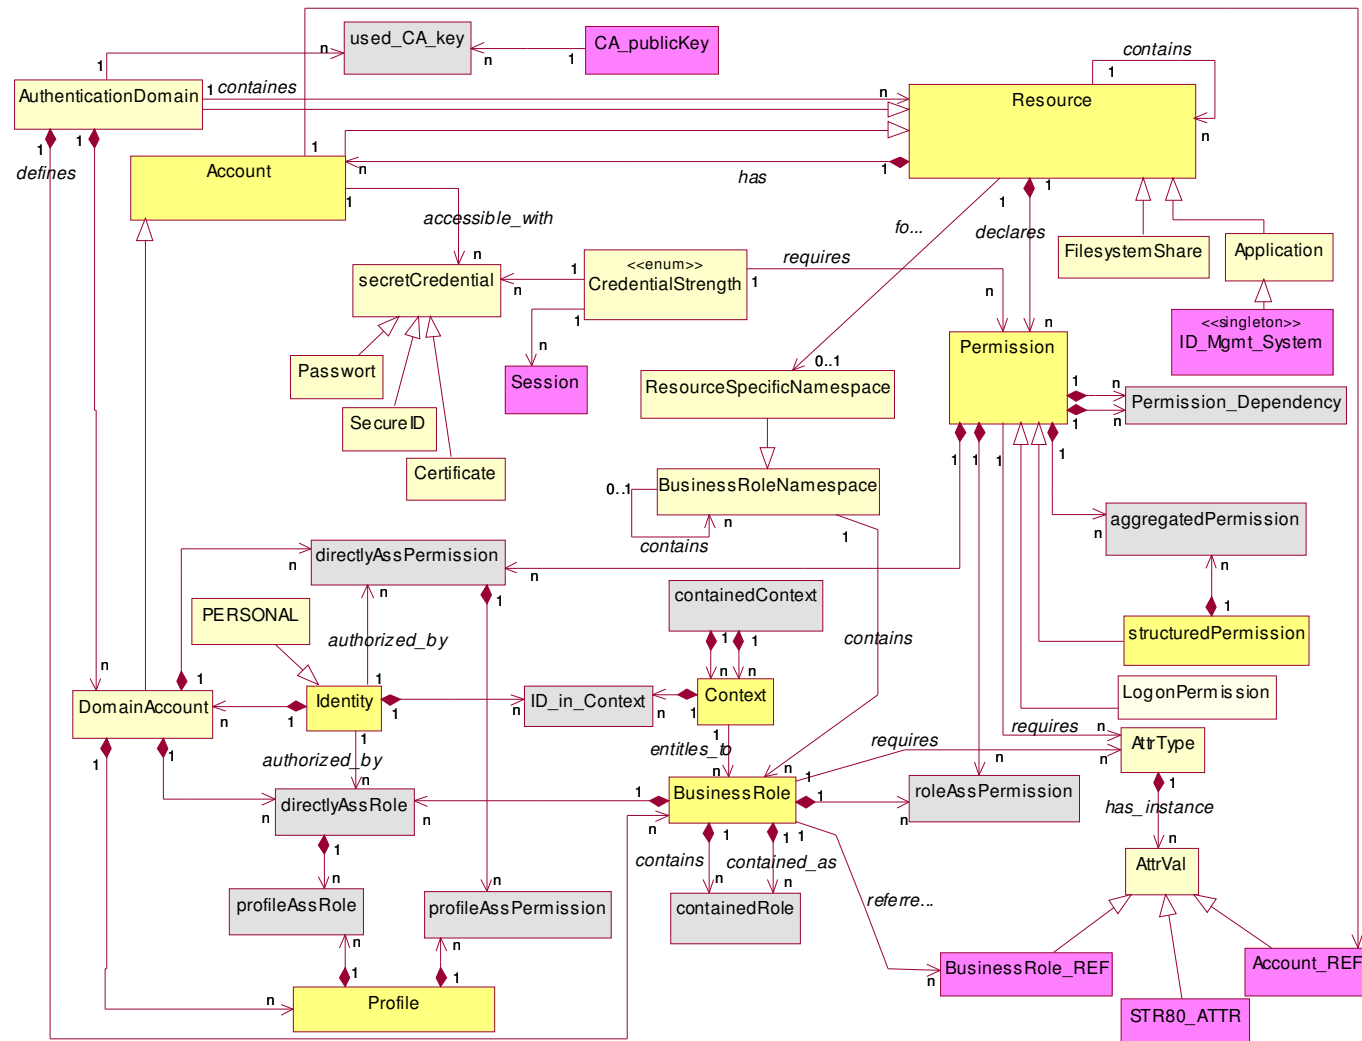 used_CA_key
CA_publicKey
contains
AuthenticationDomain
containes
Resource
n
1
n
1
1
1
n
1
n
1
1
defines
Account
1
n
1
has
1
1
1
accessible_with
fo...
declares
FilesystemShare
Application
n
secretCredential
n
1
<<enum>>
CredentialStrength
1
requires
1
n
n
<<singleton>>
ID_Mgmt_System
Passwort
Session
n
ResourceSpecificNamespace
0..1
Permission
1
n
1
n
Permission_Dependency
SecureID
Certificate
1
1
1
1
0..1
BusinessRoleNamespace
n
1
contains
n
aggregatedPermission
n
1
directlyAssPermission
n
n
n
1
containedContext
PERSONAL
authorized_by
1
1
contains
structuredPermission
n
1
1
n
n
DomainAccount
n
1
Identity
1
n
ID_in_Context
n
1
Context
LogonPermission
1
1
1
authorized_by
1
entitles_to
requires
requires
n
n
AttrType
n
directlyAssRole
n
n
1
n
n
BusinessRole
1
1
n
roleAssPermission
n
1
has_instance
n
1
n
1
contains
1
contained_as
1
AttrVal
profileAssRole
n
profileAssPermission
n
n
containedRole
n
referre...
n
n
1
1
n
Profile
BusinessRole_REF
n
Account_REF
STR80_ATTR